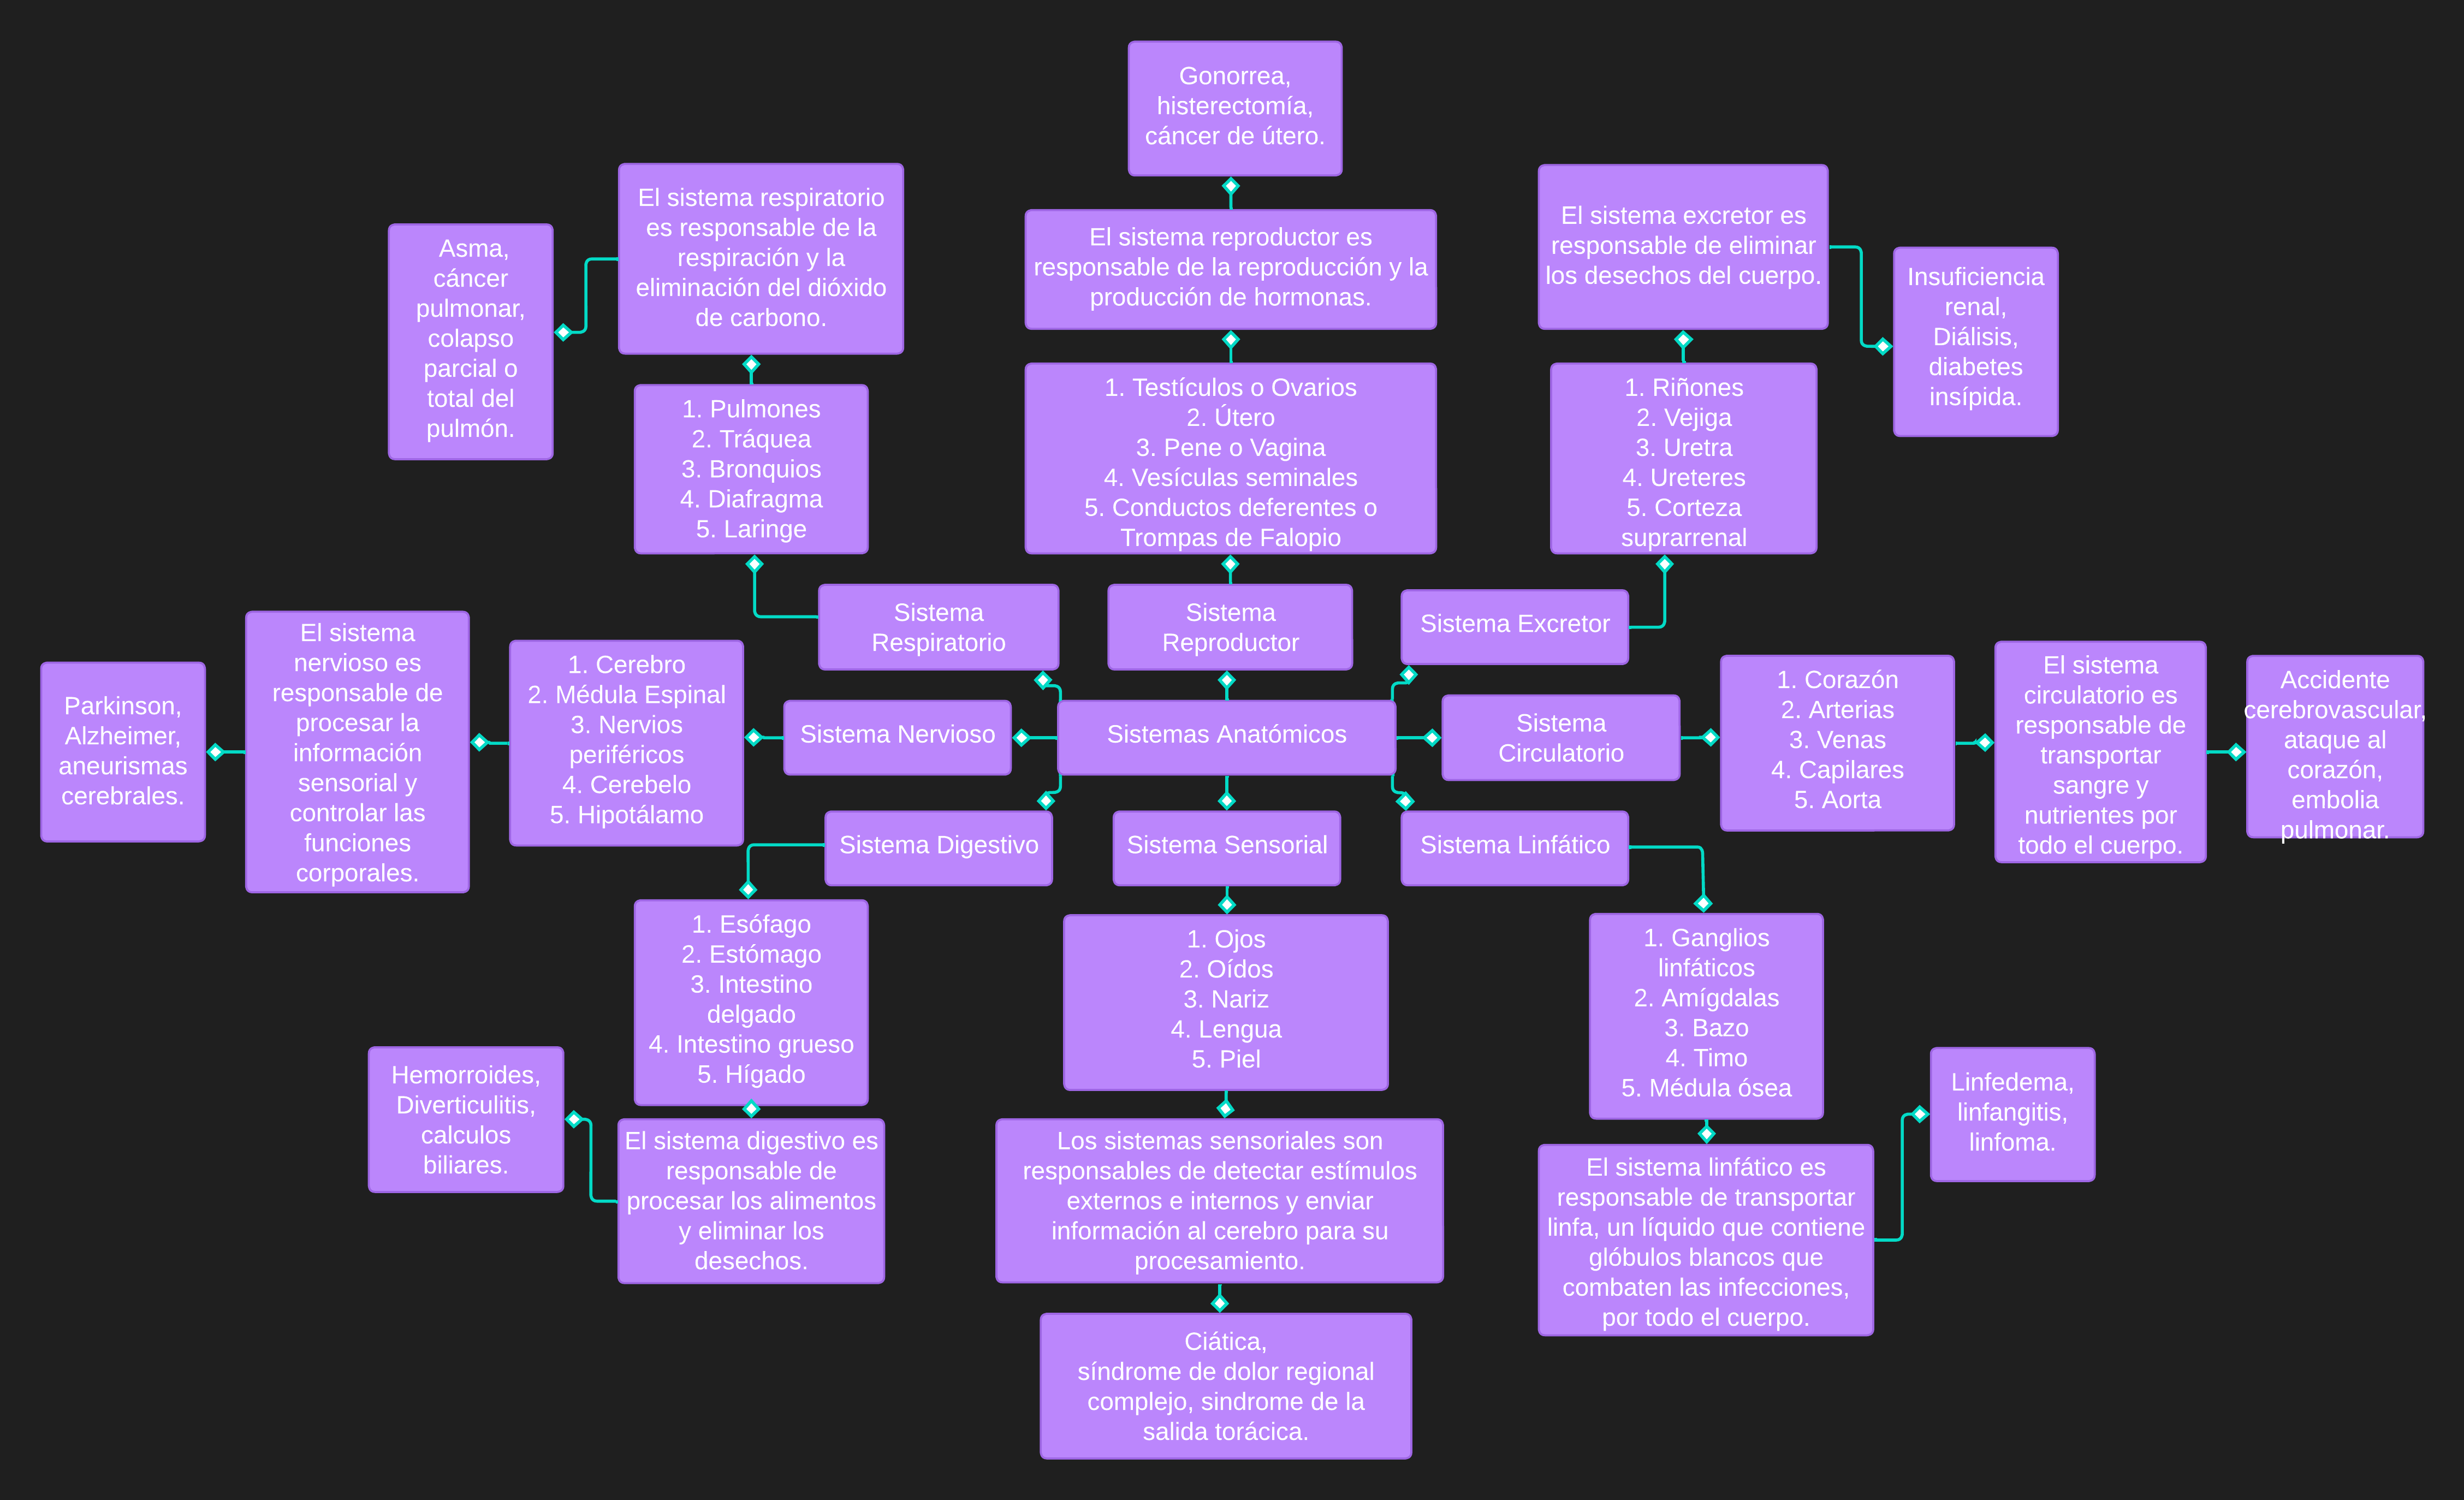 Gonorrea,
histerectomía,
cáncer de útero.
El sistema respiratorio
es responsable de la
respiración y la
eliminación del dióxido
de carbono.
El sistema reproductor es
responsable de la reproducción y la
producción de hormonas.
El sistema excretor es
responsable de eliminar
los desechos del cuerpo.
Asma,
cáncer
pulmonar,
colapso
parcial o
total del
pulmón.
Insuficiencia
renal,
Diálisis,
diabetes
insípida.
1. Pulmones
2. Tráquea
3. Bronquios
4. Diafragma
5. Laringe
1. Testículos o Ovarios
2. Útero
3. Pene o Vagina
4. Vesículas seminales
5. Conductos deferentes o
Trompas de Falopio
1. Riñones
2. Vejiga
3. Uretra
4. Ureteres
5. Corteza
suprarrenal
Sistema
Respiratorio
Sistema
Reproductor
Sistema Excretor
Parkinson,
Alzheimer,
aneurismas
cerebrales.
El sistema
nervioso es
responsable de
procesar la
información
sensorial y
controlar las
funciones
corporales.
1. Cerebro
2. Médula Espinal
3. Nervios
periféricos
4. Cerebelo
5. Hipotálamo
Sistema Nervioso
Sistemas Anatómicos
Sistema
Circulatorio
1. Corazón
2. Arterias
3. Venas
4. Capilares
5. Aorta
El sistema
circulatorio es
responsable de
transportar
sangre y
nutrientes por
todo el cuerpo.
Accidente
cerebrovascular,
ataque al
corazón,
embolia
pulmonar.
Sistema Digestivo
Sistema Sensorial
Sistema Linfático
1. Esófago
2. Estómago
3. Intestino
delgado
4. Intestino grueso
5. Hígado
1. Ojos
2. Oídos
3. Nariz
4. Lengua
5. Piel
1. Ganglios
linfáticos
2. Amígdalas
3. Bazo
4. Timo
5. Médula ósea
Hemorroides,
Diverticulitis,
calculos
biliares.
Linfedema,
linfangitis,
linfoma.
El sistema digestivo es
responsable de
procesar los alimentos
y eliminar los
desechos.
Los sistemas sensoriales son
responsables de detectar estímulos
externos e internos y enviar
información al cerebro para su
procesamiento.
El sistema linfático es
responsable de transportar
linfa, un líquido que contiene
glóbulos blancos que
combaten las infecciones,
por todo el cuerpo.
Ciática,
síndrome de dolor regional
complejo, sindrome de la
salida torácica.